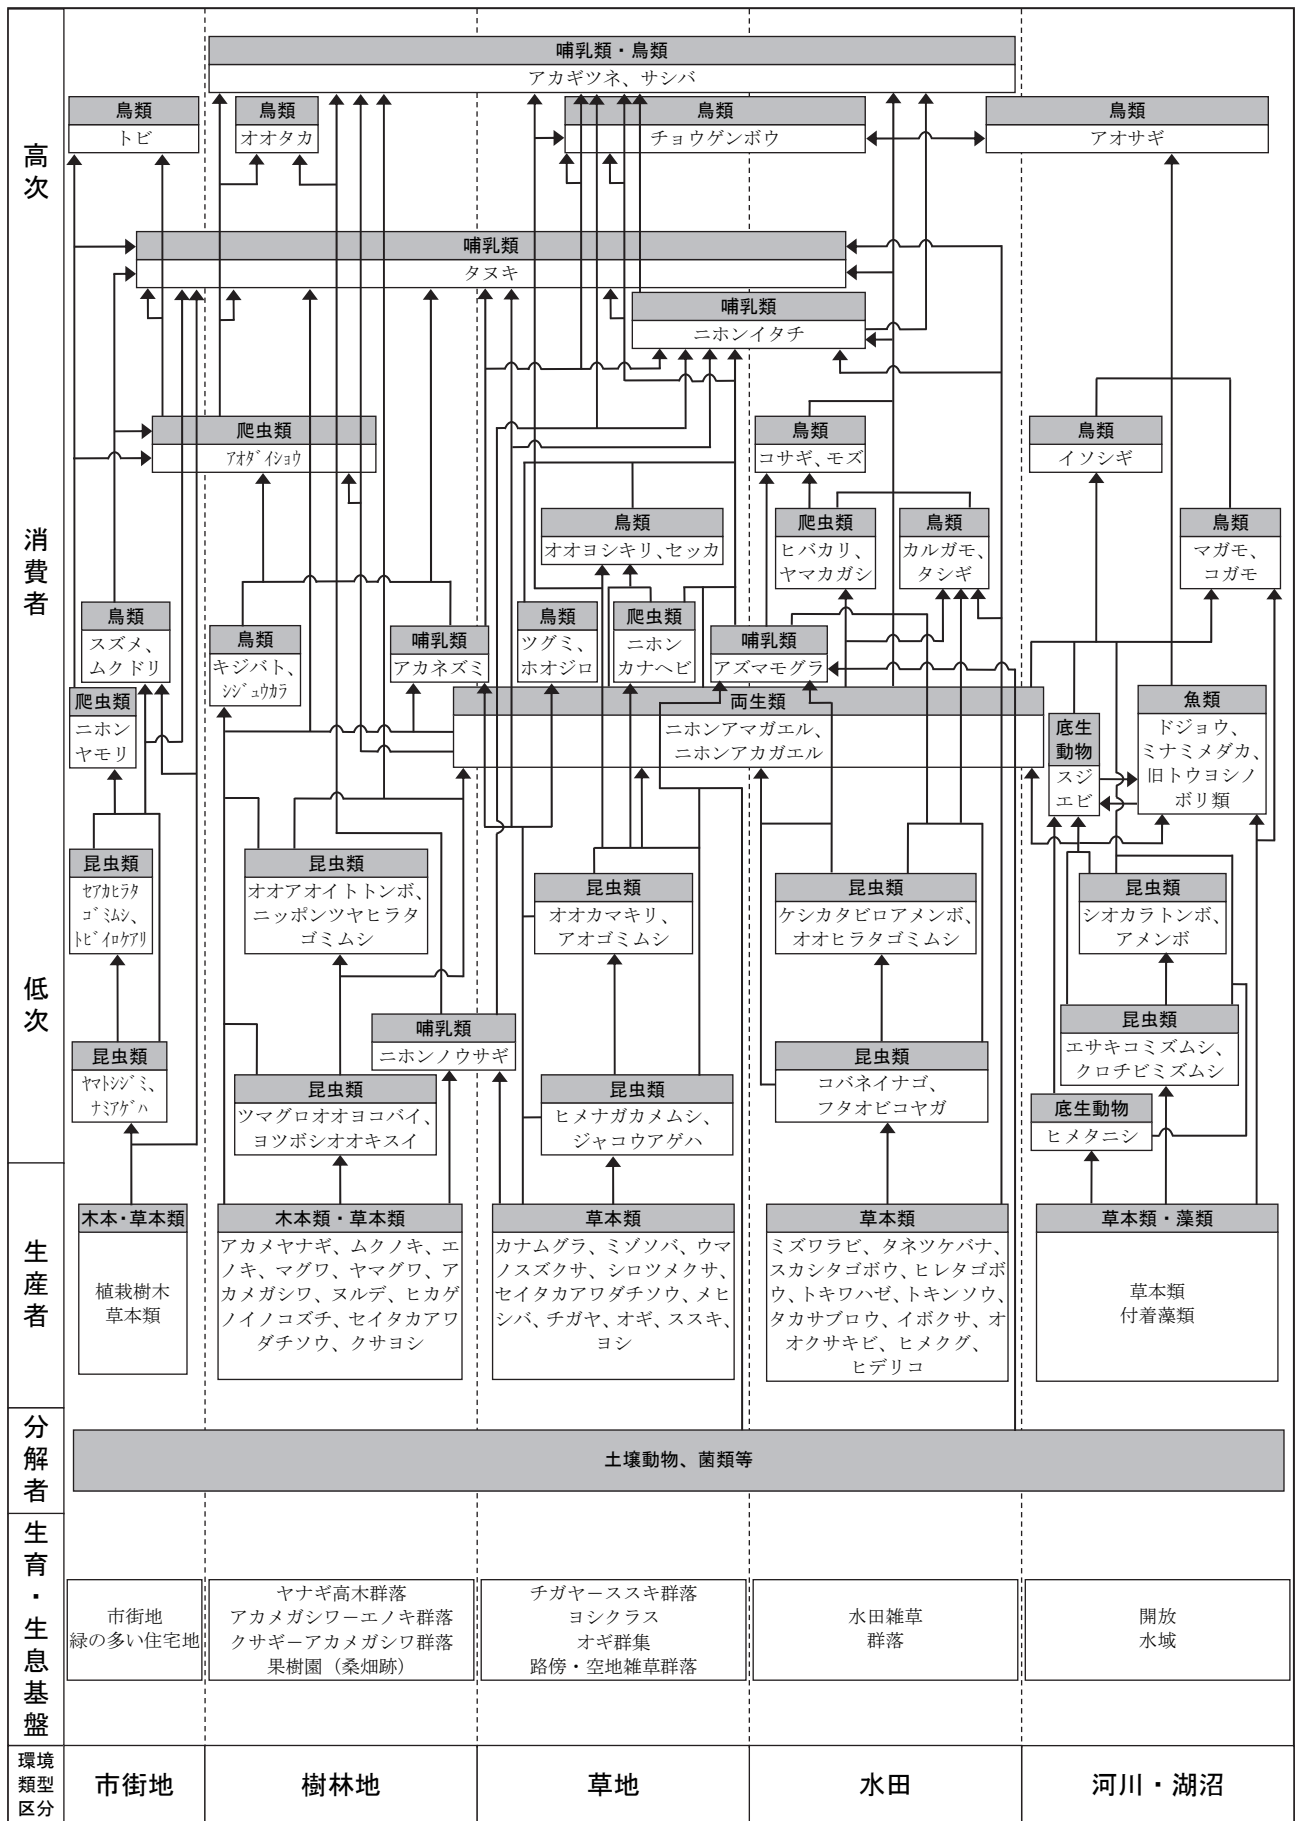 高次
消費者
低次
生産者
分解者
生育・生息基盤
環境
類型
区分
哺乳類・鳥類
アカギツネ、サシバ
鳥類
トビ
鳥類
オオタカ
鳥類
チョウゲンボウ
鳥類
アオサギ
哺乳類
タヌキ
哺乳類
ニホンイタチ
爬虫類
アオダイショウ
鳥類
コサギ、モズ
鳥類
イソシギ
鳥類
オオヨシキリ、セッカ
爬虫類
ヒバカリ、
ヤマカガシ
鳥類
カルガモ、
タシギ
鳥類
マガモ、
コガモ
鳥類
スズメ、
ムクドリ
鳥類
キジバト、
シジュウカラ
哺乳類
アカネズミ
鳥類
ツグミ、
ホオジロ
爬虫類
ニホン
カナヘビ
哺乳類
アズマモグラ
爬虫類
ニホン
ヤモリ
両生類
ニホンアマガエル、
ニホンアカガエル
底生
動物
スジ
エビ
魚類
ドジョウ、
ミナミメダカ、
旧トウヨシノ
ボリ類
昆虫類
セアカヒラタ
ゴミムシ、
トビイロケアリ
昆虫類
オオアオイトトンボ、
ニッポンツヤヒラタ
ゴミムシ
昆虫類
オオカマキリ、
アオゴミムシ
昆虫類
ケシカタビロアメンボ、
オオヒラタゴミムシ
昆虫類
シオカラトンボ、
アメンボ
昆虫類
ヤマトシジミ、
ナミアゲハ
哺乳類
ニホンノウサギ
昆虫類
ツマグロオオヨコバイ、
ヨツボシオオキスイ
昆虫類
ヒメナガカメムシ、
ジャコウアゲハ
昆虫類
コバネイナゴ、
フタオビコヤガ
昆虫類
エサキコミズムシ、
クロチビミズムシ
底生動物
ヒメタニシ
木本・草本類
植栽樹木
草本類
木本類・草本類
アカメヤナギ、ムクノキ、エ
ノキ、マグワ、ヤマグワ、ア
カメガシワ、ヌルデ、ヒカゲ
ノイノコズチ、セイタカアワ
ダチソウ、クサヨシ
草本類
カナムグラ、ミゾソバ、ウマ
ノスズクサ、シロツメクサ、
セイタカアワダチソウ、メヒ
シバ、チガヤ、オギ、ススキ、
ヨシ
草本類
ミズワラビ、タネツケバナ、
スカシタゴボウ、ヒレタゴボ
ウ、トキワハゼ、トキンソウ、
タカサブロウ、イボクサ、オ
オクサキビ、ヒメクグ、
ヒデリコ
草本類・藻類
草本類
付着藻類
土壌動物、菌類等
市街地
緑の多い住宅地
ヤナギ高木群落
アカメガシワ－エノキ群落
クサギ－アカメガシワ群落
果樹園（桑畑跡）
チガヤ－ススキ群落
ヨシクラス
オギ群集
路傍・空地雑草群落
水田雑草
群落
開放
水域
市街地
樹林地
草地
水田
河川・湖沼